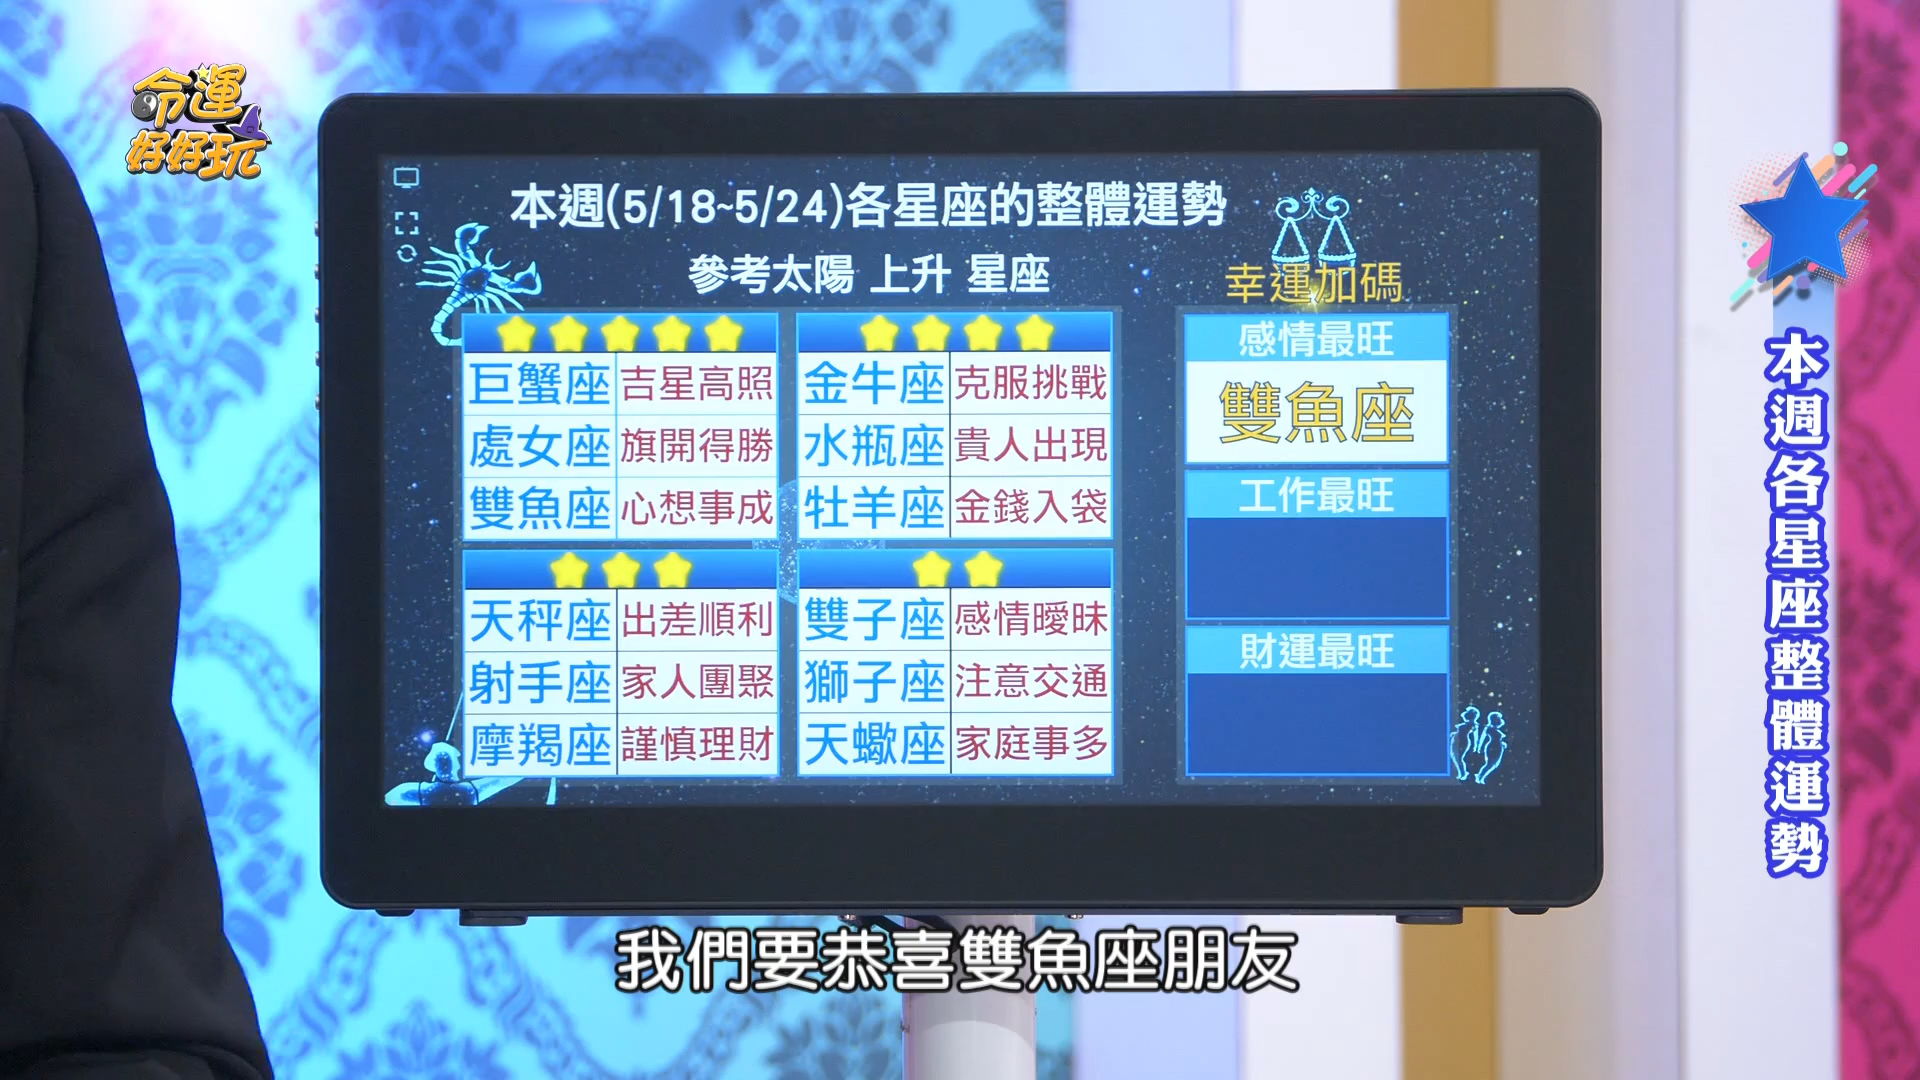 命運
好好玩
本週(5/18~5/24)各星座的整體運勢
參考太陽 上升 星座
巨蟹座 吉星高照
處女座 旗開得勝
雙魚座 心想事成
金牛座 克服挑戰
水瓶座 貴人出現
牡羊座 金錢入袋
天秤座 出差順利
射手座 家人團聚
摩羯座 謹慎理財
雙子座 感情曖昧
獅子座 注意交通
天蠍座 家庭事多
幸運加碼
感情最旺
雙魚座
工作最旺
財運最旺
本週各星座整體運勢
我們要恭喜雙魚座朋友